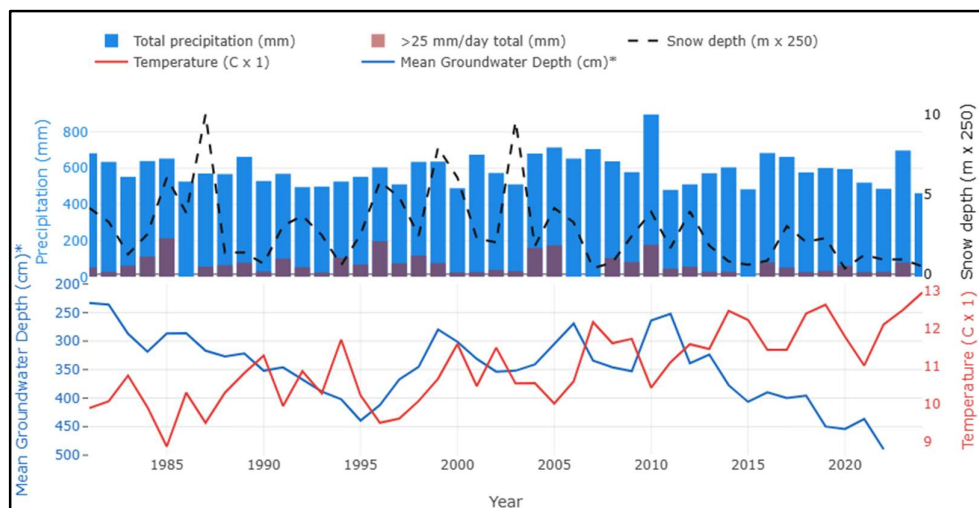 Total precipitation (mm) >25 mm/day total (mm) Snow depth (m x 250)
Temperature (C x 1) Mean Groundwater Depth (cm)*
Precipitation (mm)
800
600
400
200
0
Snow depth (m x 250)
10
5
0
Mean Groundwater Depth (cm)*
200
250
300
350
400
450
500
Temperature (C x 1)
13
12
11
10
9
1985 1990 1995 2000 2005 2010 2015 2020
Year